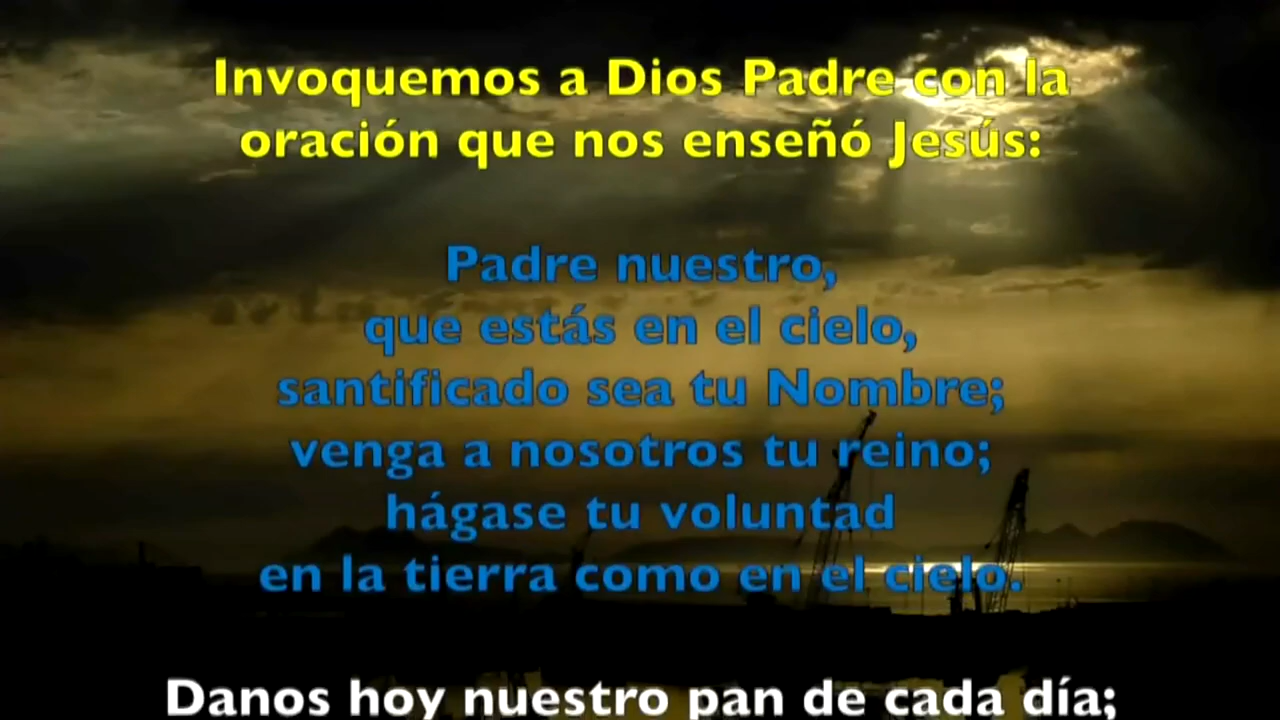 Invoquemos a Dios Padre con la
oración que nos enseñó Jesús:
Padre nuestro,
que estás en el cielo,
santificado sea tu Nombre;
venga a nosotros tu reino;
hágase tu voluntad
en la tierra como en el cielo.
Danos hoy nuestro pan de cada día;